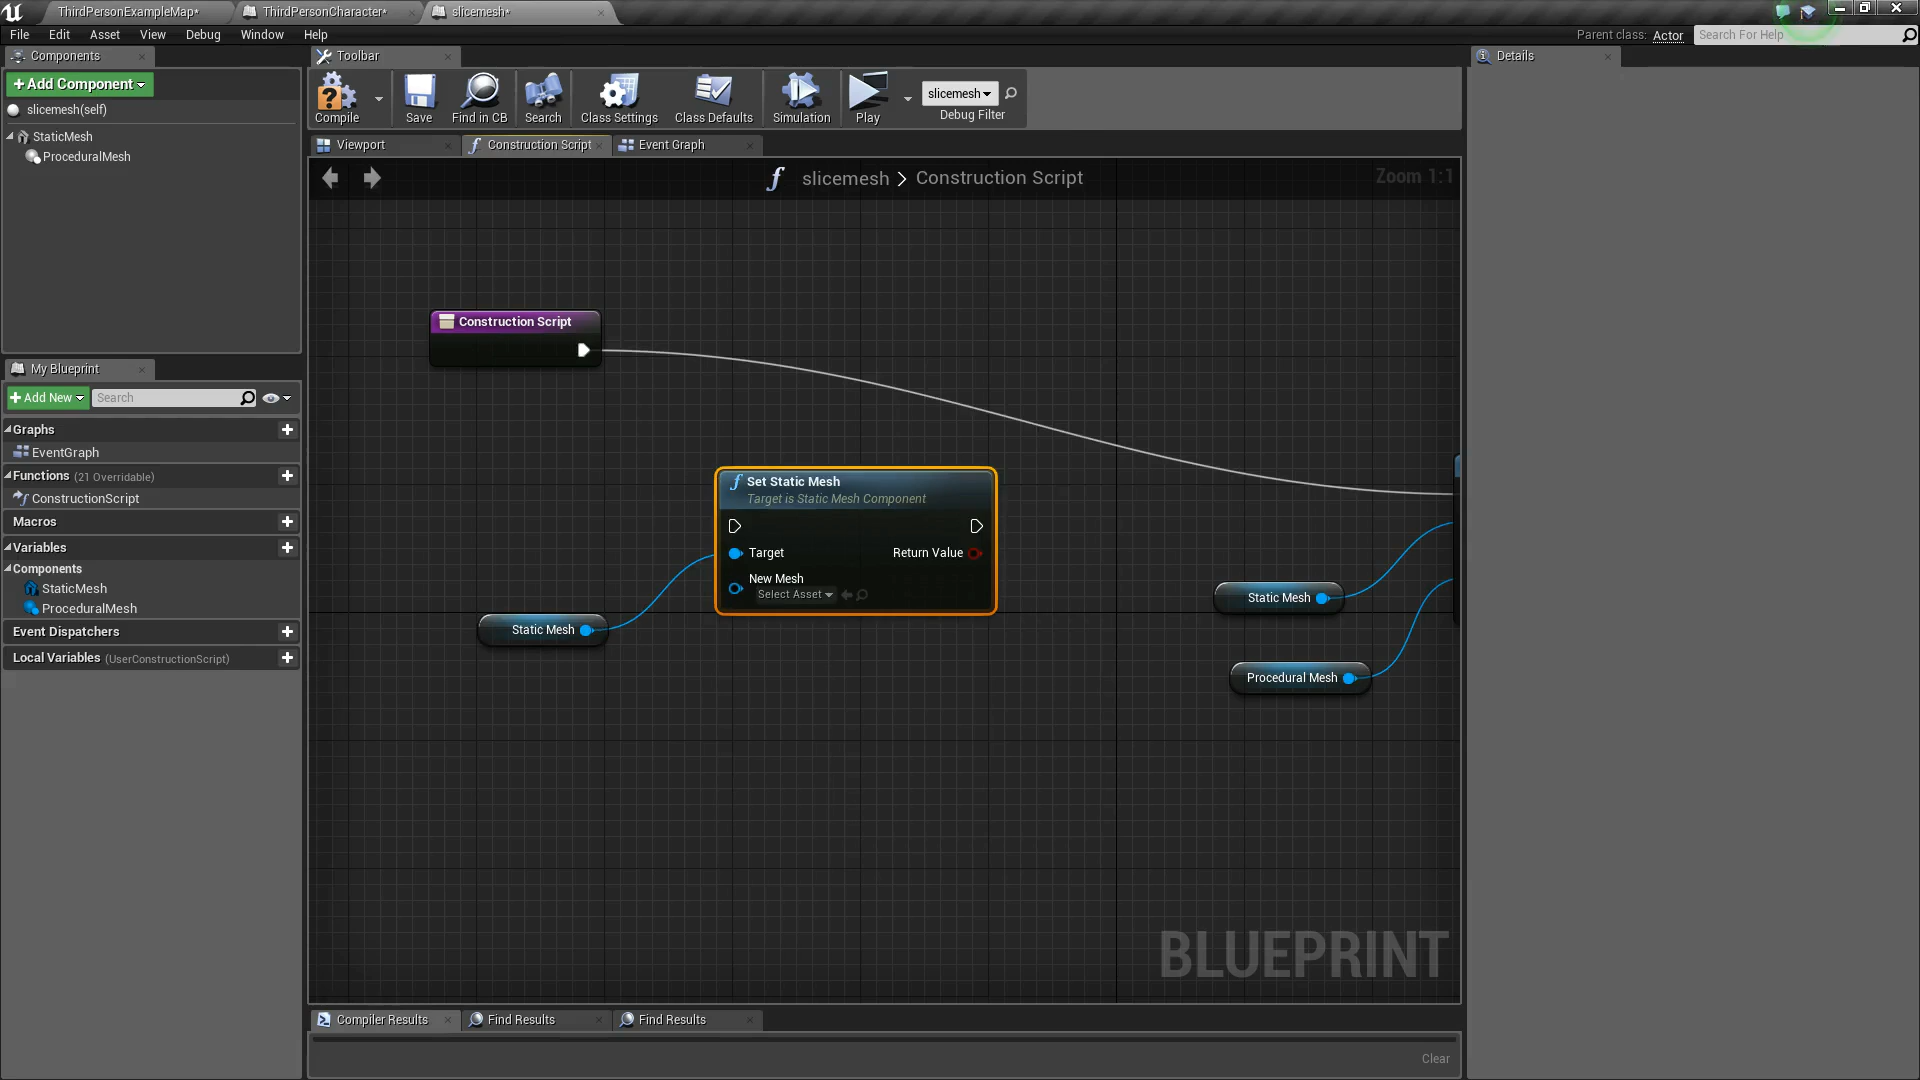 ThirdPersonExampleMap*
ThirdPersonCharacter*
slicemesh*
File Edit Asset View Debug Window Help
Parent class: Actor
Search For Help
Components
Toolbar
Details
+ Add Component
slicemesh(self)
StaticMesh
ProceduralMesh
Compile
Save
Find in CB
Search
Class Settings
Class Defaults
Simulation
Play
slicemesh
Debug Filter
Viewport
Construction Script
Event Graph
slicemesh > Construction Script
Zoom 1:1
Construction Script
Set Static Mesh
Target is Static Mesh Component
Target
Return Value
New Mesh
Select Asset
Static Mesh
Static Mesh
Procedural Mesh
BLUEPRINT
My Blueprint
+ Add New
Search
Graphs
EventGraph
Functions (21 Overridable)
ConstructionScript
Macros
Variables
Components
StaticMesh
ProceduralMesh
Event Dispatchers
Local Variables (UserConstructionScript)
Compiler Results
Find Results
Find Results
Clear